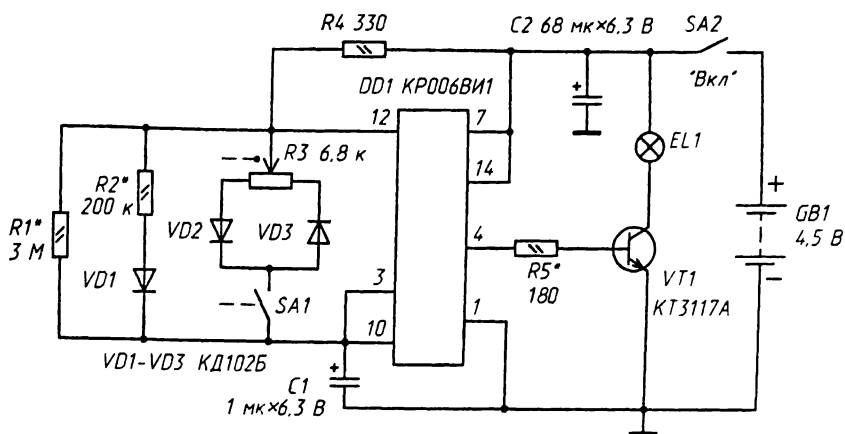 R4 330
C2 68 мк×6,3 В
SA2
"Вкл"
DD1 КР006ВИ1
12
7
R3 6,8 к
EL1
14
R2*
200 к
R1*
3 М
VD2
VD3
+
GB1
4,5 В
4
VD1
R5*
180
VT1
КТ3117А
3
SA1
1
10
VD1-VD3 КД102Б
+
C1
1 мк×6,3 В
+
−